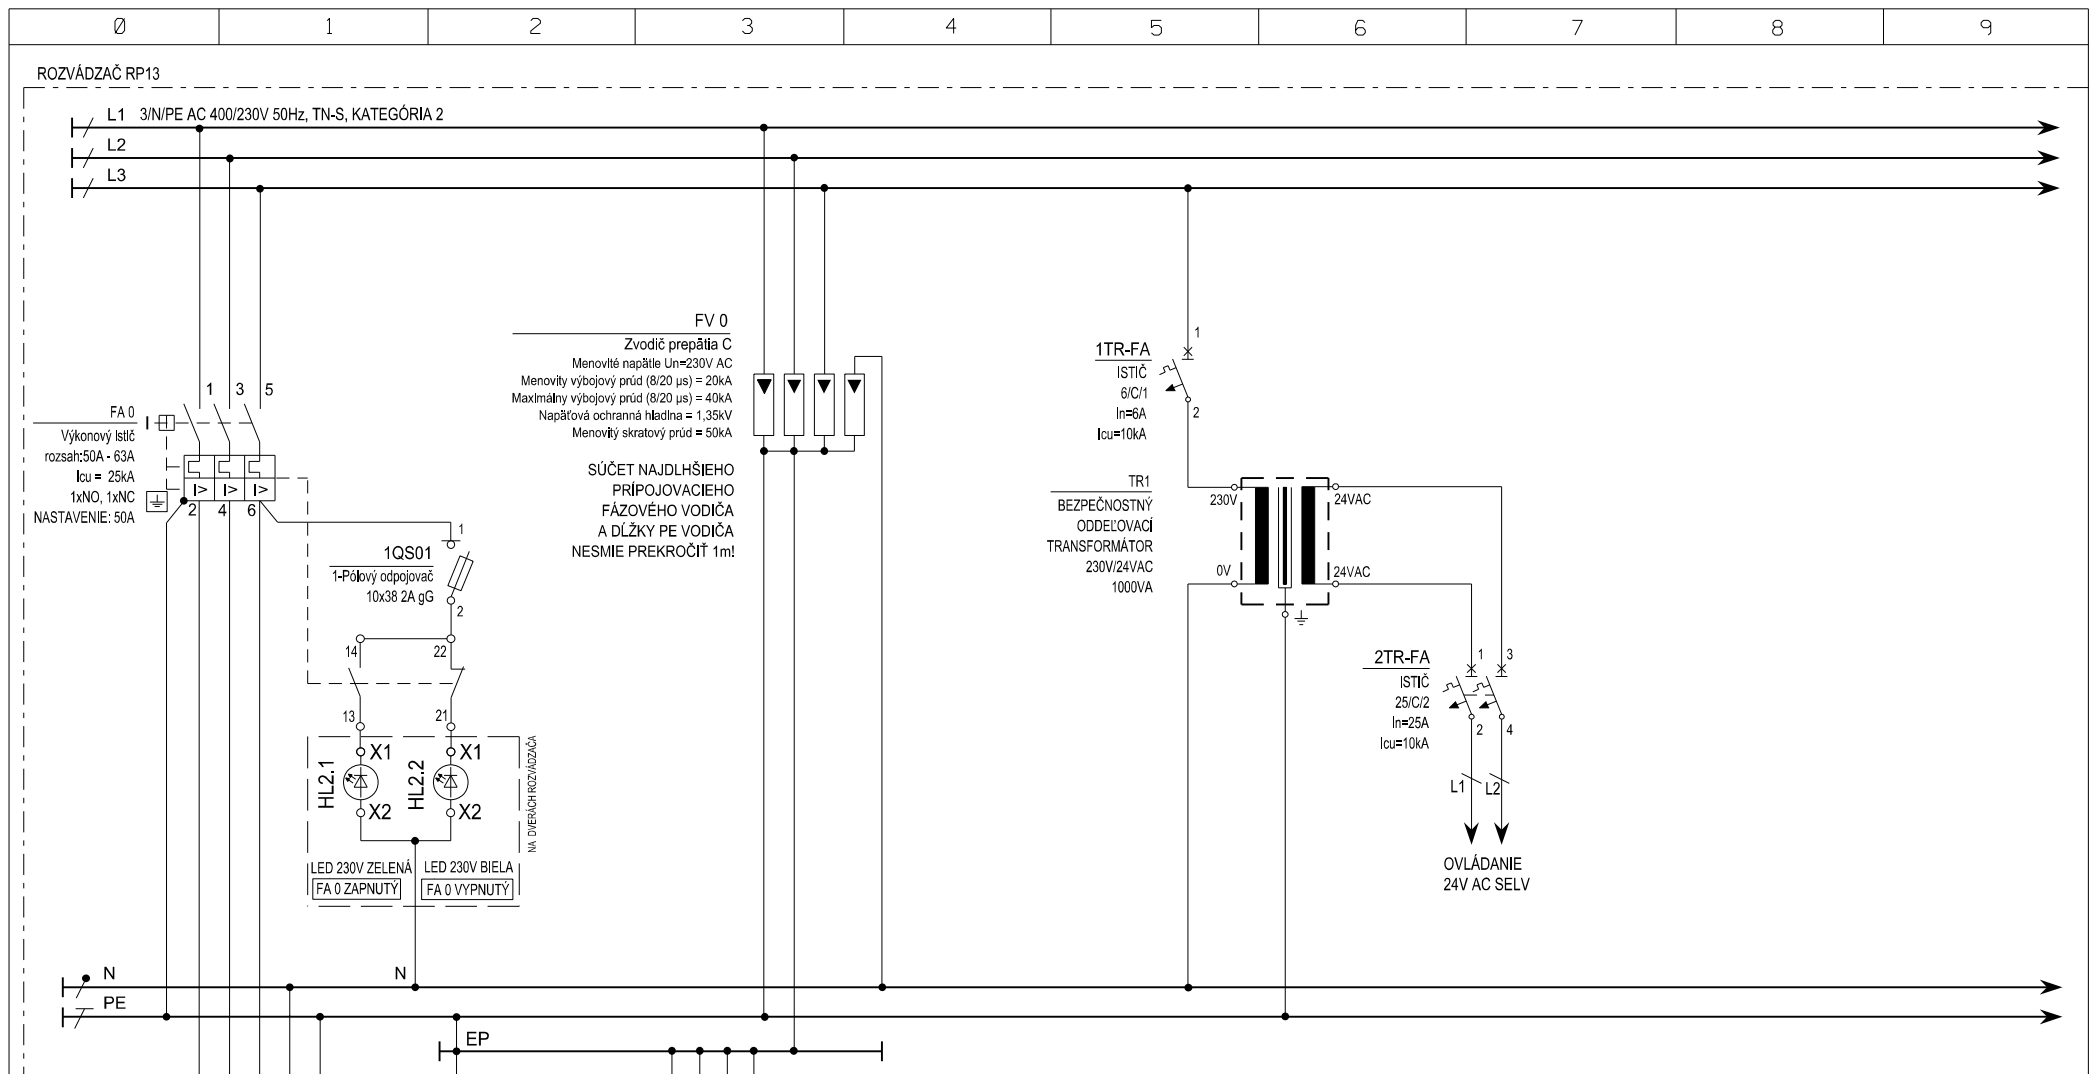 0 1 2 3 4 5 6 7 8 9
ROZVÁDZAČ RP13
L1 3/N/PE AC 400/230V 50Hz, TN-S, KATEGÓRIA 2
L2
L3
1 3 5
FA 0
Výkonový istič
rozsah:50A - 63A
Icu = 25kA
1xNO, 1xNC
NASTAVENIE: 50A
I> I> I>
2 4 6
1
1QS01
1-Pólový odpojovač
10x38 2A gG
2
14 22
13 21
X1 X1
HL2.1 HL2.2
X2 X2
NA DVERÁCH ROZVÁDZAČA
LED 230V ZELENÁ LED 230V BIELA
FA 0 ZAPNUTÝ FA 0 VYPNUTÝ
FV 0
Zvodič prepätia C
Menovité napätie Un=230V AC
Menovity výbojový prúd (8/20 µs) = 20kA
Maximálny výbojový prúd (8/20 µs) = 40kA
Napäťová ochranná hladina = 1,35kV
Menovitý skratový prúd = 50kA
SÚČET NAJDLHŠIEHO
PRÍPOJOVACIEHO
FÁZOVÉHO VODIČA
A DĹŽKY PE VODIČA
NESMIE PREKROČIŤ 1m!
1
1TR-FA
ISTIČ
6/C/1
In=6A
Icu=10kA
2
TR1
BEZPEČNOSTNÝ
ODDEĽOVACÍ
TRANSFORMÁTOR
230V/24VAC
1000VA
230V 24VAC
0V 24VAC
1 3
2TR-FA
ISTIČ
25/C/2
In=25A
Icu=10kA
2 4
L1 L2
OVLÁDANIE
24V AC SELV
N N
PE
EP